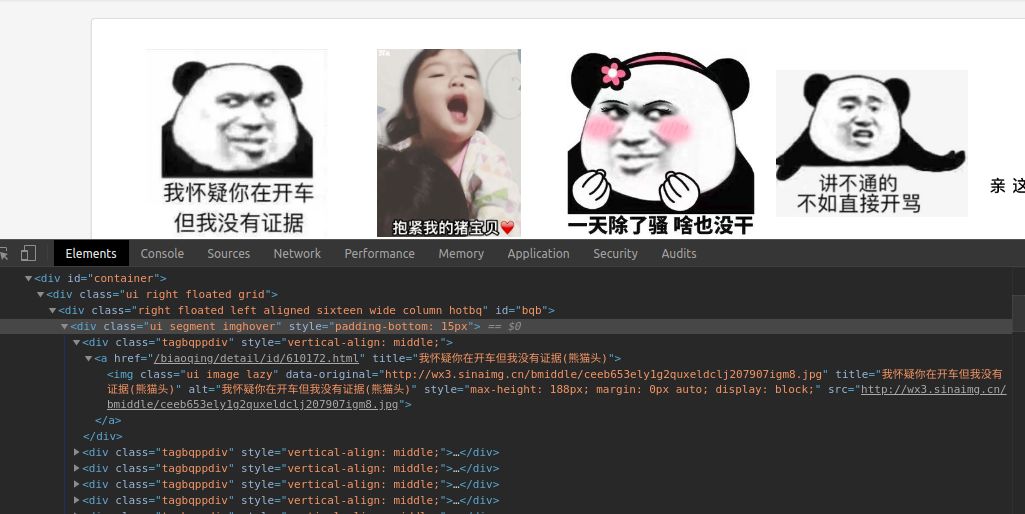 我怀疑你在开车
但我没有证据
抱紧我的猪宝贝
一天除了骚 啥也没干
讲不通的
不如直接开骂
亲 这
Elements Console Sources Network Performance Memory Application Security Audits
<div id="container">
<div class="ui right floated grid">
<div class="right floated left aligned sixteen wide column hotbq" id="bqb">
<div class="ui segment imghover" style="padding-bottom: 15px"> == $0
<div class="tagbqppdiv" style="vertical-align: middle;">
<a href="/biaoqing/detail/id/610172.html" title="我怀疑你在开车但我没有证据(熊猫头)">
<img class="ui image lazy" data-original="http://wx3.sinaimg.cn/bmiddle/ceeb653ely1g2quxeldclj207907igm8.jpg" title="我怀疑你在开车但我没有
证据(熊猫头)" alt="我怀疑你在开车但我没有证据(熊猫头)" style="max-height: 188px; margin: 0px auto; display: block;" src="http://wx3.sinaimg.cn/
bmiddle/ceeb653ely1g2quxeldclj207907igm8.jpg">
</a>
</div>
<div class="tagbqppdiv" style="vertical-align: middle;">…</div>
<div class="tagbqppdiv" style="vertical-align: middle;">…</div>
<div class="tagbqppdiv" style="vertical-align: middle;">…</div>
<div class="tagbqppdiv" style="vertical-align: middle;">…</div>